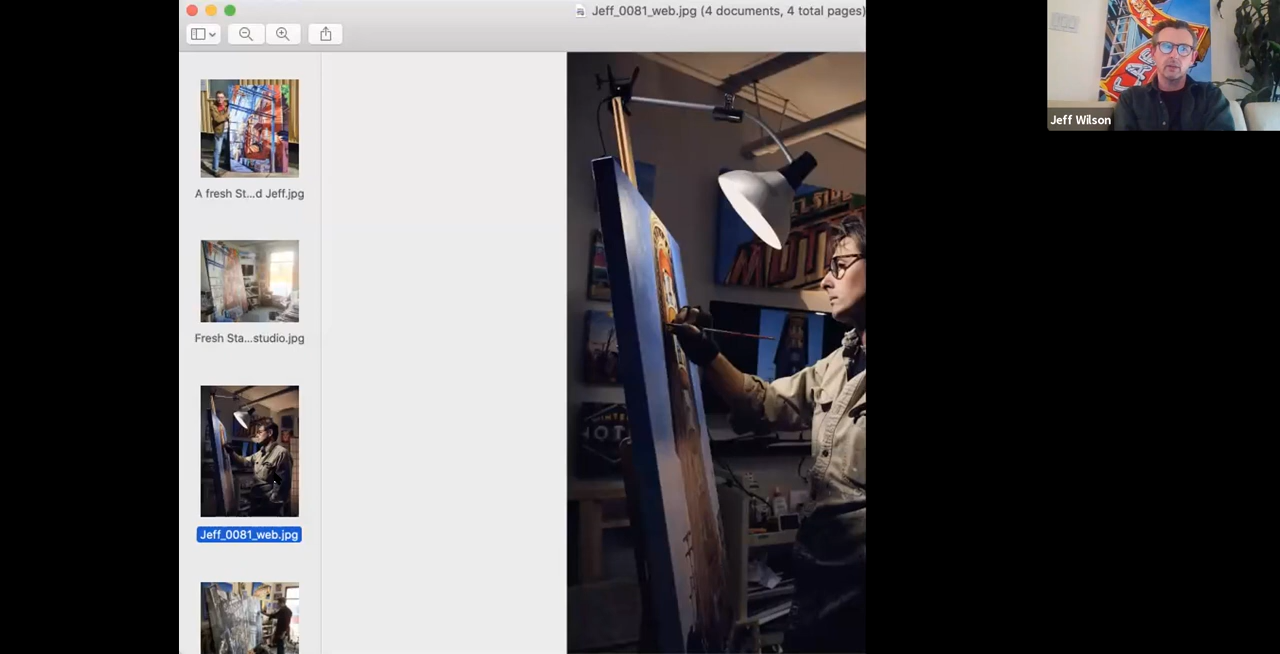 Jeff_0081_web.jpg (4 documents, 4 total pages)
A fresh St...d Jeff.jpg
Fresh Sta...studio.jpg
Jeff_0081_web.jpg
Jeff Wilson